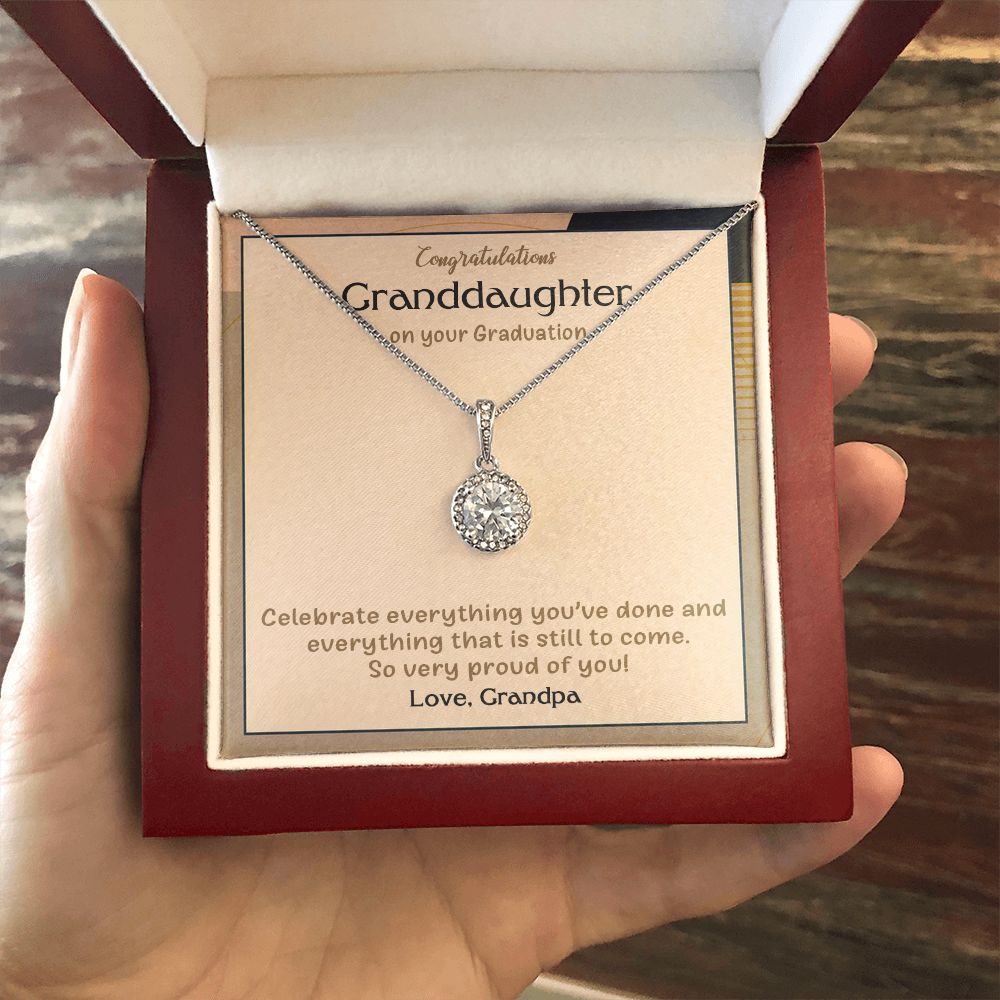 Congratulations
Granddaughter
on your Graduation
Celebrate everything you've done and
everything that is still to come.
So very proud of you!
Love, Grandpa